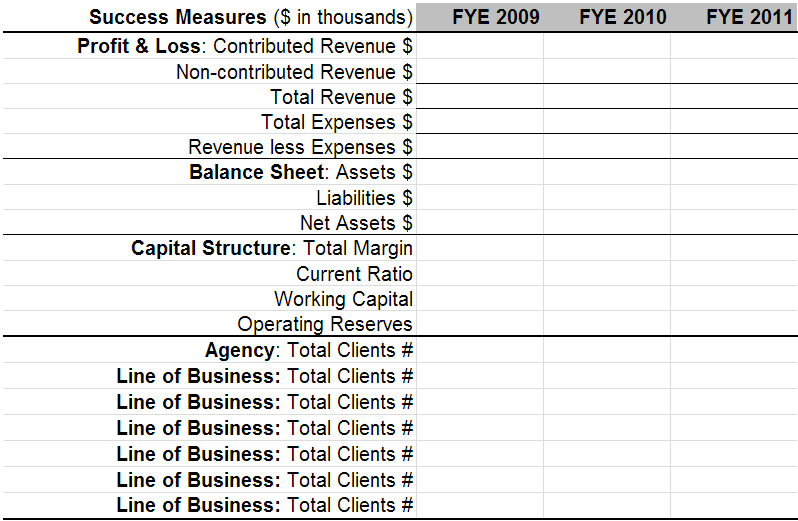 Success Measures ($ in thousands) FYE 2009 FYE 2010 FYE 2011
Profit & Loss: Contributed Revenue $
Non-contributed Revenue $
Total Revenue $
Total Expenses $
Revenue less Expenses $
Balance Sheet: Assets $
Liabilities $
Net Assets $
Capital Structure: Total Margin
Current Ratio
Working Capital
Operating Reserves
Agency: Total Clients #
Line of Business: Total Clients #
Line of Business: Total Clients #
Line of Business: Total Clients #
Line of Business: Total Clients #
Line of Business: Total Clients #
Line of Business: Total Clients #